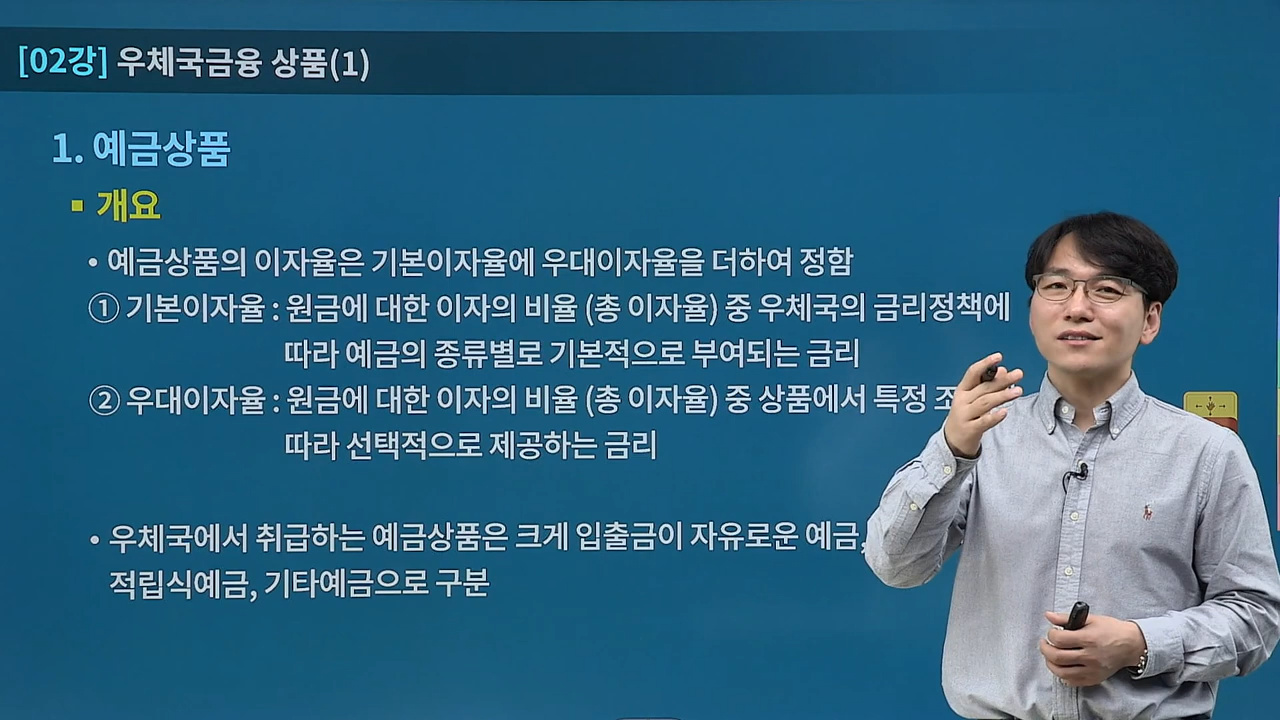 [02강] 우체국금융 상품(1)
1. 예금상품
▪ 개요
• 예금상품의 이자율은 기본이자율에 우대이자율을 더하여 정함
① 기본이자율 : 원금에 대한 이자의 비율 (총 이자율) 중 우체국의 금리정책에
따라 예금의 종류별로 기본적으로 부여되는 금리
② 우대이자율 : 원금에 대한 이자의 비율 (총 이자율) 중 상품에서 특정
따라 선택적으로 제공하는 금리
• 우체국에서 취급하는 예금상품은 크게 입출금이 자유로운 예금,
적립식예금, 기타예금으로 구분